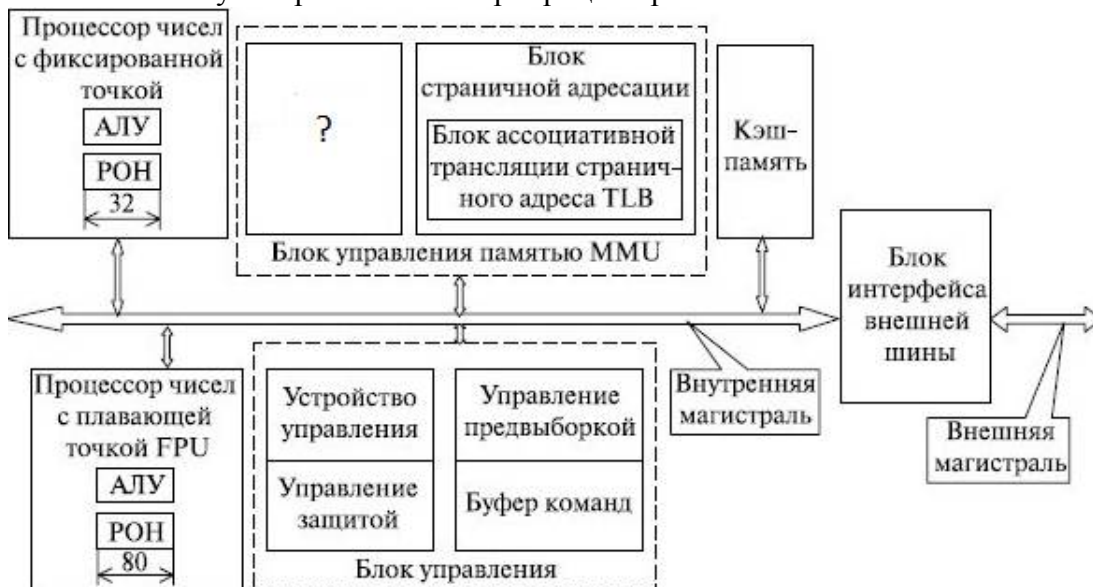 Процессор чисел
с фиксированной
точкой
АЛУ
РОН
32
?
Блок
страничной адресации
Блок ассоциативной
трансляции странич-
ного адреса TLB
Блок управления памятью MMU
Кэш-
память
Блок
интерфейса
внешней
шины
Процессор чисел
с плавающей
точкой FPU
АЛУ
РОН
80
Устройство
управления
Управление
защитой
Управление
предвыборкой
Буфер команд
Блок управления
Внутренняя
магистраль
Внешняя
магистраль